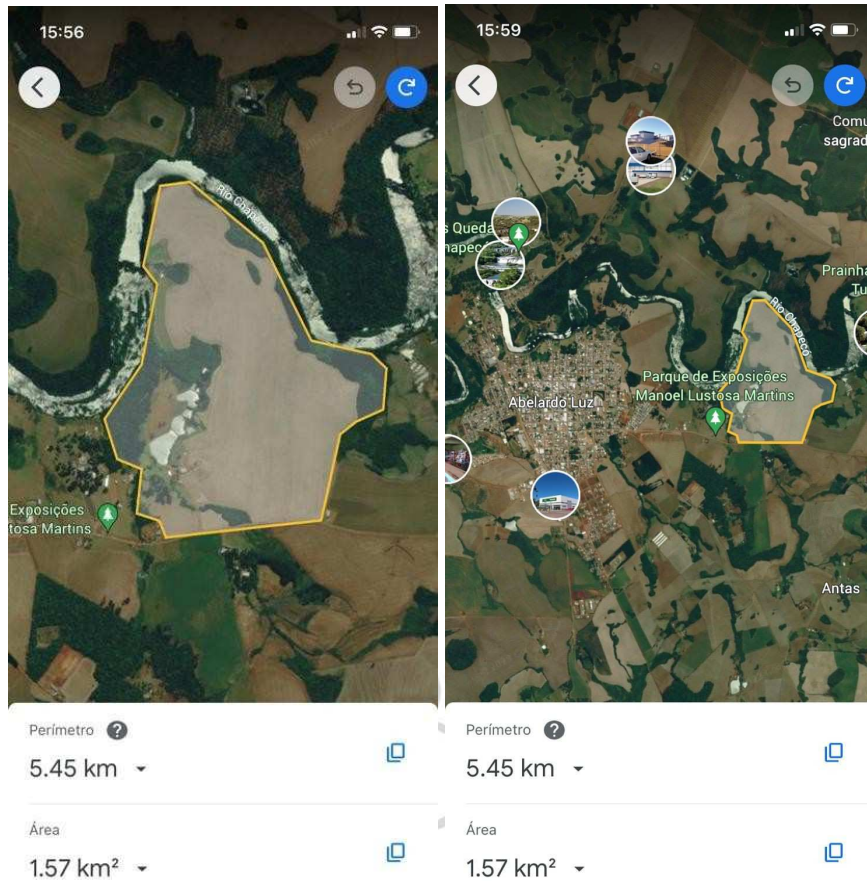 15:56
Rio Chapecó
Exposições
tosa Martins
Perímetro
5.45 km
Área
1.57 km²
15:59
Comu
sagrad
s Queda
hapecó
Prainha
Tu
Rio Chapecó
Parque de Exposições
Manoel Lustosa Martins
Abelardo Luz
Antas
Perímetro
5.45 km
Área
1.57 km²